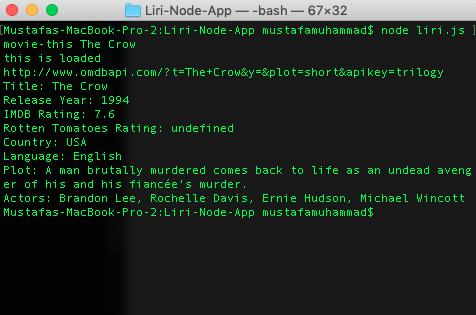 Liri-Node-App — -bash — 67×32
[Mustafas-MacBook-Pro-2:Liri-Node-App mustafamuhammad$ node liri.js ]
movie-this The Crow
this is loaded
http://www.omdbapi.com/?t=The+Crow&y=&plot=short&apikey=trilogy
Title: The Crow
Release Year: 1994
IMDB Rating: 7.6
Rotten Tomatoes Rating: undefined
Country: USA
Language: English
Plot: A man brutally murdered comes back to life as an undead aveng
er of his and his fiancée's murder.
Actors: Brandon Lee, Rochelle Davis, Ernie Hudson, Michael Wincott
Mustafas-MacBook-Pro-2:Liri-Node-App mustafamuhammad$